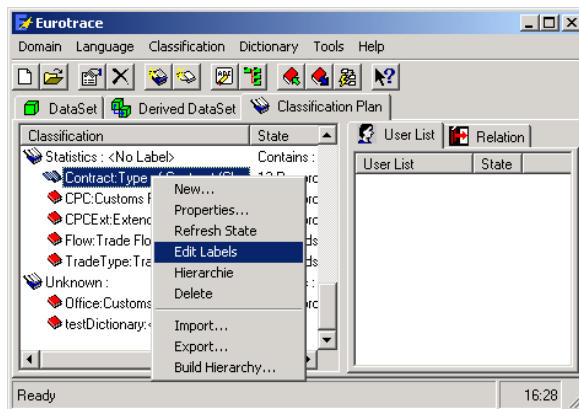 Eurotrace
Domain Language Classification Dictionary Tools Help
DataSet Derived DataSet Classification Plan
Classification State
Statistics : <No Label> Contains :
Contract:Type
CPC:Customs
CPCExt:Exten
Flow:Trade Flo
TradeType:Tra
Unknown :
Office:Customs
testDictionary:
New...
Properties...
Refresh State
Edit Labels
Hierarchie
Delete
Import...
Export...
Build Hierarchy...
User List Relation
User List State
Ready 16:28